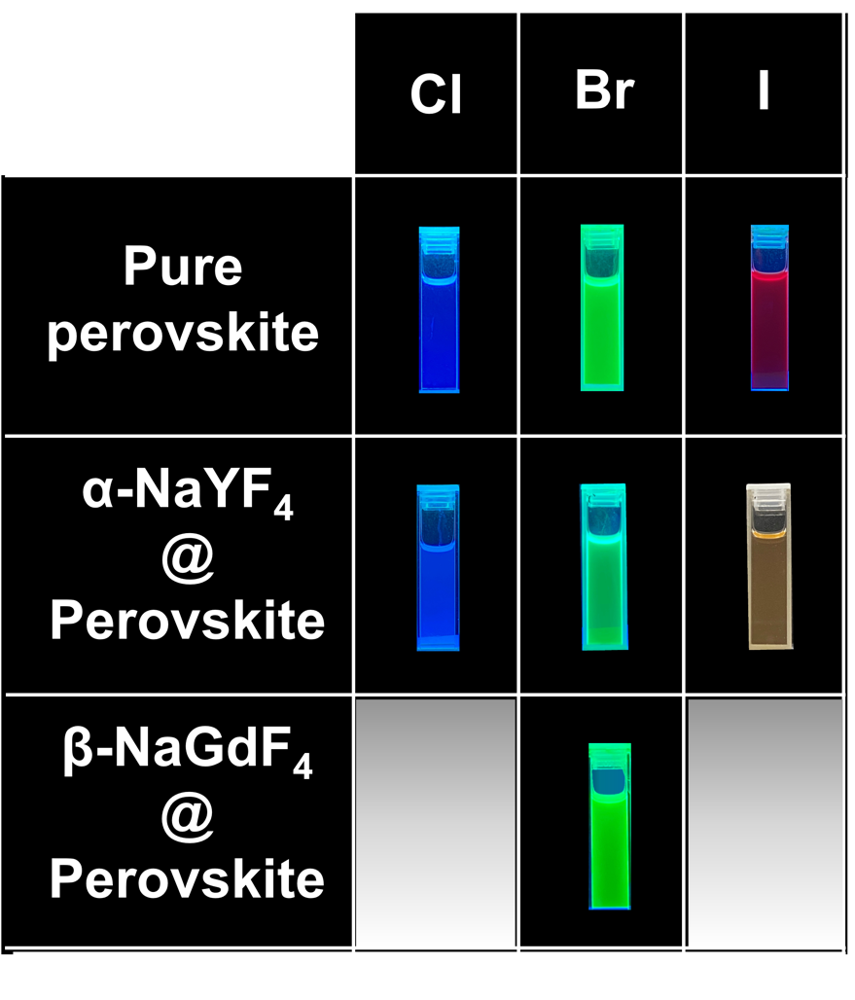 Cl Br I
Pure
perovskite
α-NaYF₄
@
Perovskite
β-NaGdF₄
@
Perovskite